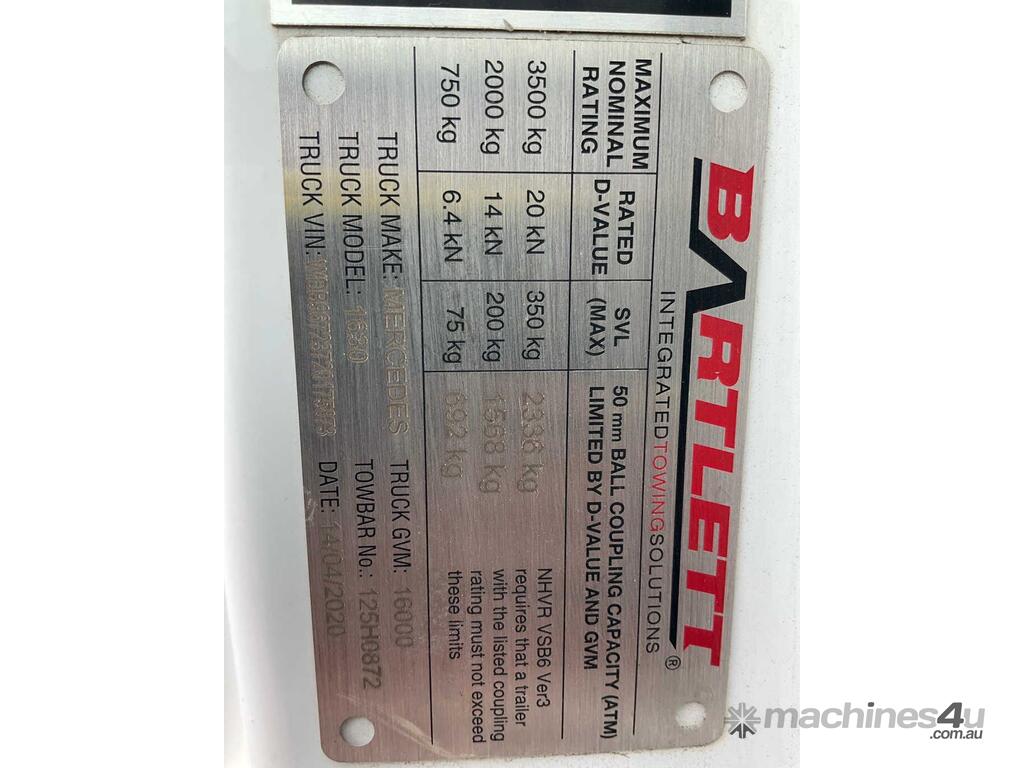 BARTLETT®
INTEGRATEDTOWINGSOLUTIONS
MAXIMUM NOMINAL RATING
RATED D-VALUE
SVL (MAX)
50 mm BALL COUPLING CAPACITY (ATM) LIMITED BY D-VALUE AND GVM
3500 kg 20 kN 350 kg 2336 kg
2000 kg 14 kN 200 kg 1558 kg
750 kg 6.4 kN 75 kg 692 kg
NHVR VSB6 Ver3
requires that a trailer
with the listed coupling
rating must not exceed
these limits
TRUCK MAKE: MERCEDES TRUCK GVM: 16000
TRUCK MODEL: 1630 TOWBAR No.: 125H0872
TRUCK VIN: DATE: 14/04/2020
machines4u
.com.au